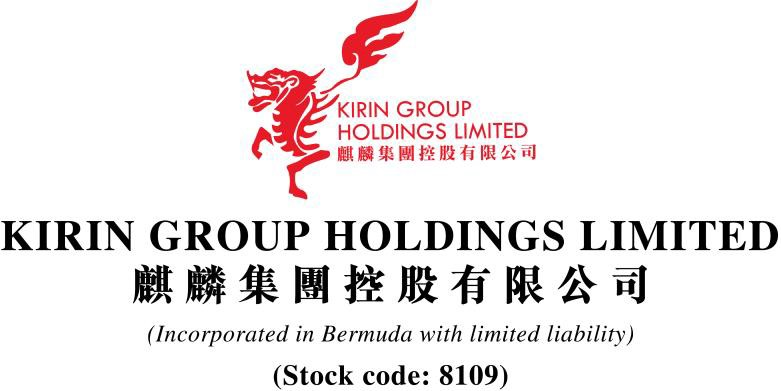 KIRIN GROUP
HOLDINGS LIMITED
麒麟集團控股有限公司
KIRIN GROUP HOLDINGS LIMITED
麒麟集團控股有限公司
(Incorporated in Bermuda with limited liability)
(Stock code: 8109)